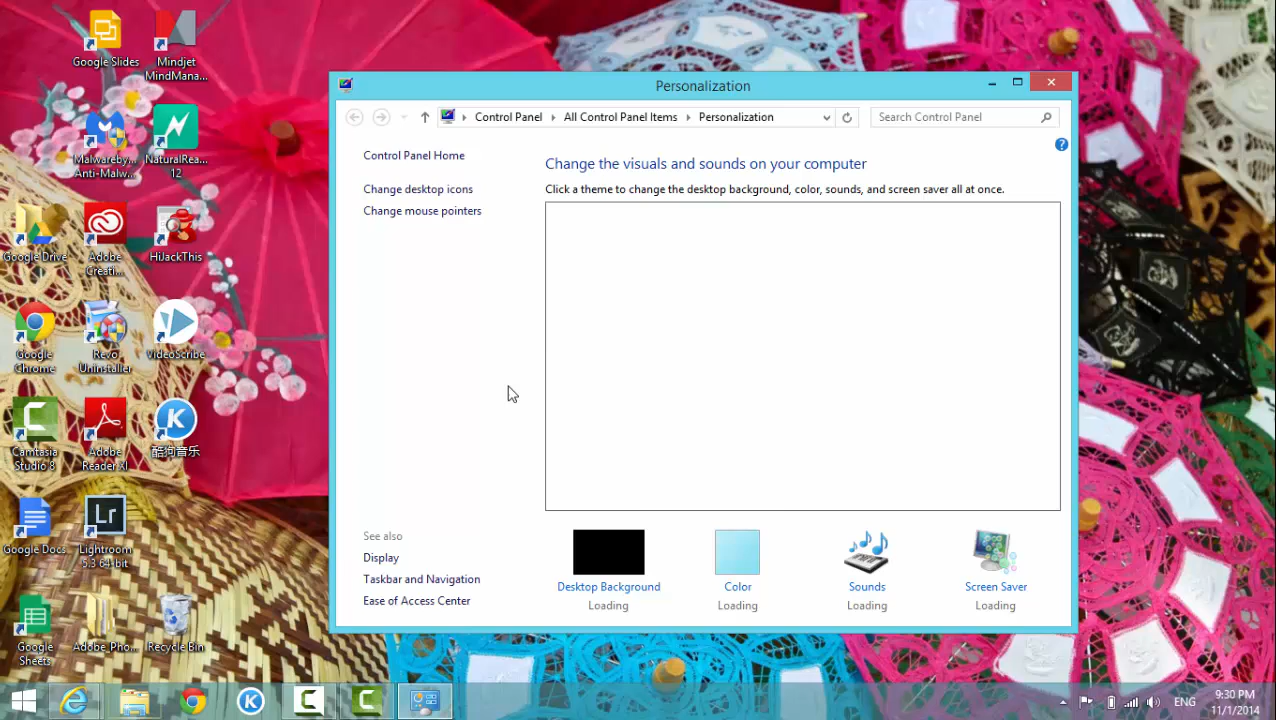 Google Slides
Mindjet
MindMana...
Malwareby...
Anti-Malw...
NaturalRea...
12
Google Drive
Adobe
Creati...
HiJackThis
Google
Chrome
Revo
Uninstaller
VideoScribe
Camtasia
Studio 8
Adobe
Reader XI
酷狗音乐
Google Docs
Lr
Lightroom
5.3 64-bit
Google
Sheets
Adobe_Pho...
Recycle Bin
Personalization
Control Panel
All Control Panel Items
Personalization
Search Control Panel
Control Panel Home
Change desktop icons
Change mouse pointers
Change the visuals and sounds on your computer
Click a theme to change the desktop background, color, sounds, and screen saver all at once.
See also
Display
Taskbar and Navigation
Ease of Access Center
Desktop Background
Loading
Color
Loading
Sounds
Loading
Screen Saver
Loading
ENG
9:30 PM
11/1/2014